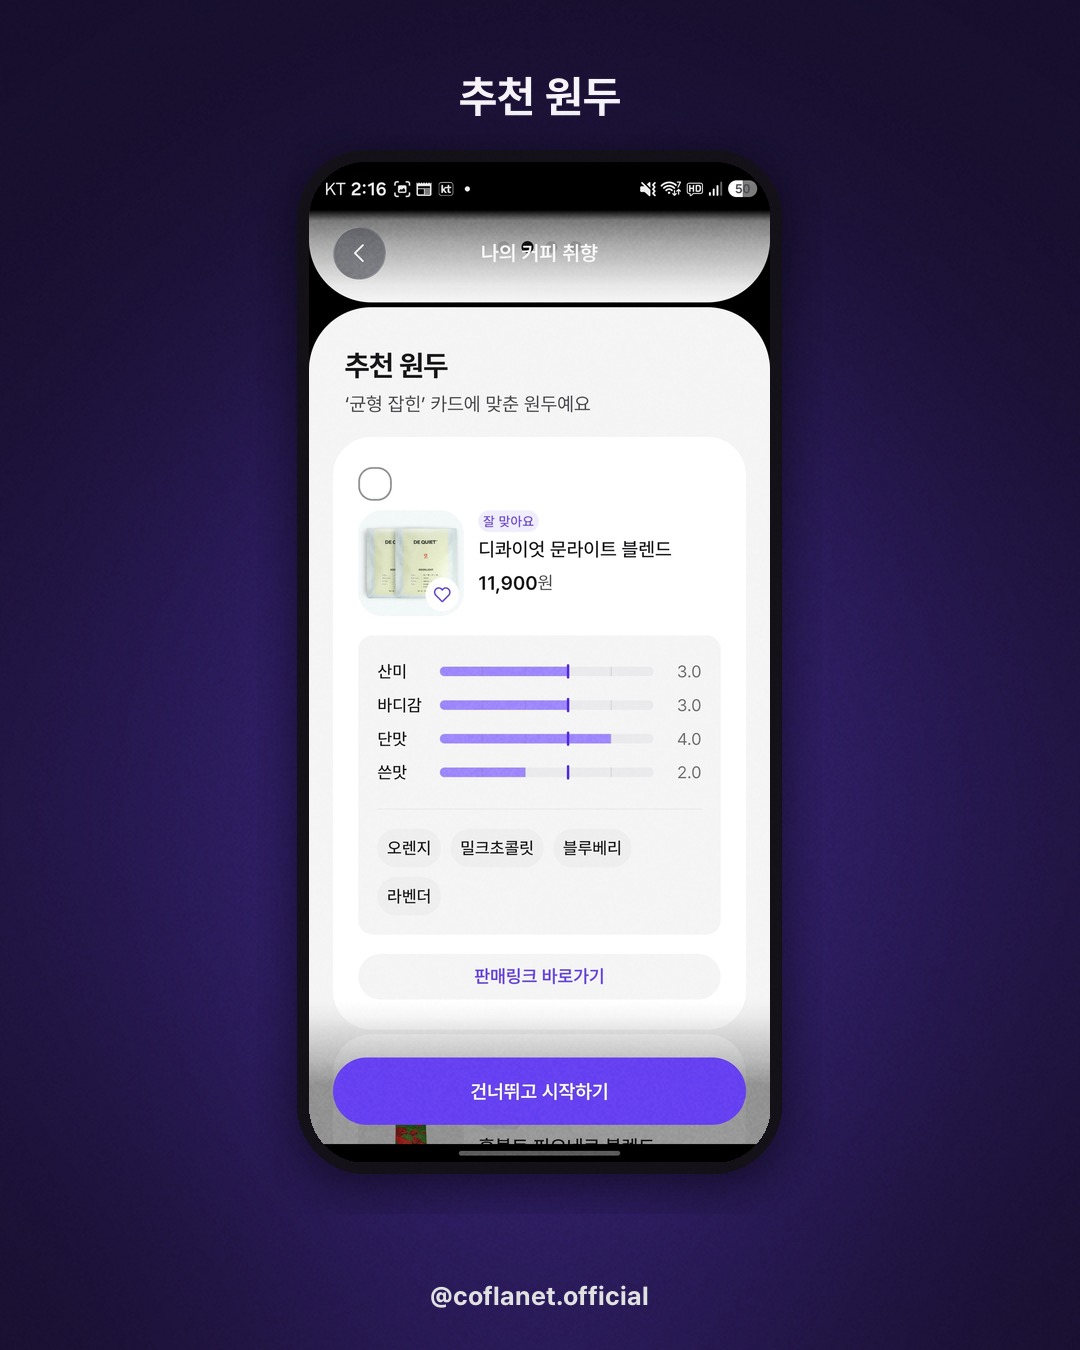 추천 원두
KT 2:16 kt HD 50
나의 커피 취향
추천 원두
‘균형 잡힌’ 카드에 맞춘 원두예요
잘 맞아요
디콰이엇 문라이트 블렌드
11,900원
DE QUIET
산미 3.0
바디감 3.0
단맛 4.0
쓴맛 2.0
오렌지 밀크초콜릿 블루베리
라벤더
판매링크 바로가기
건너뛰고 시작하기
@coflanet.official